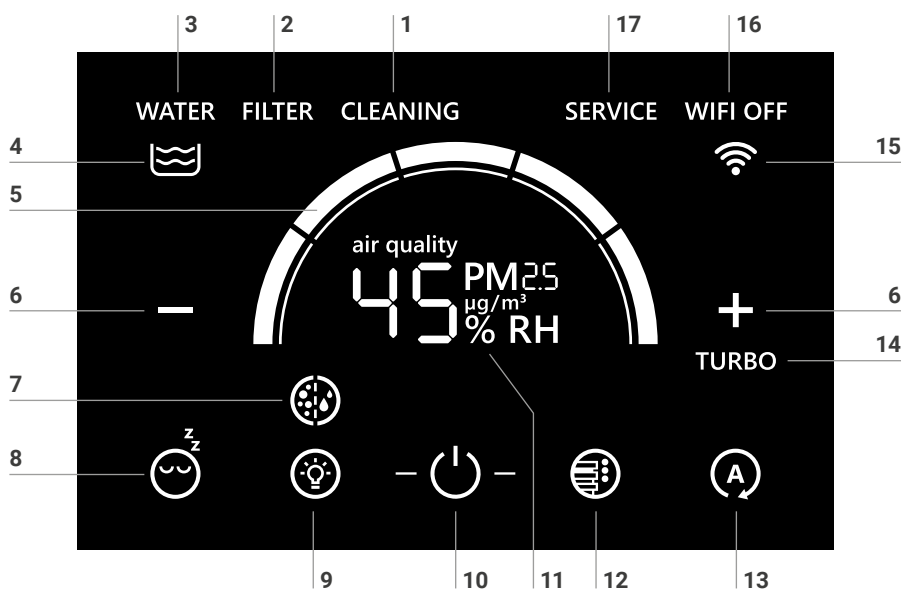 3 2 1 17 16
WATER FILTER CLEANING SERVICE WIFI OFF
4 15
5
air quality
45 PM2.5
µg/m³
% RH
6 6
TURBO 14
7
z
z
8
A
9 10 11 12 13